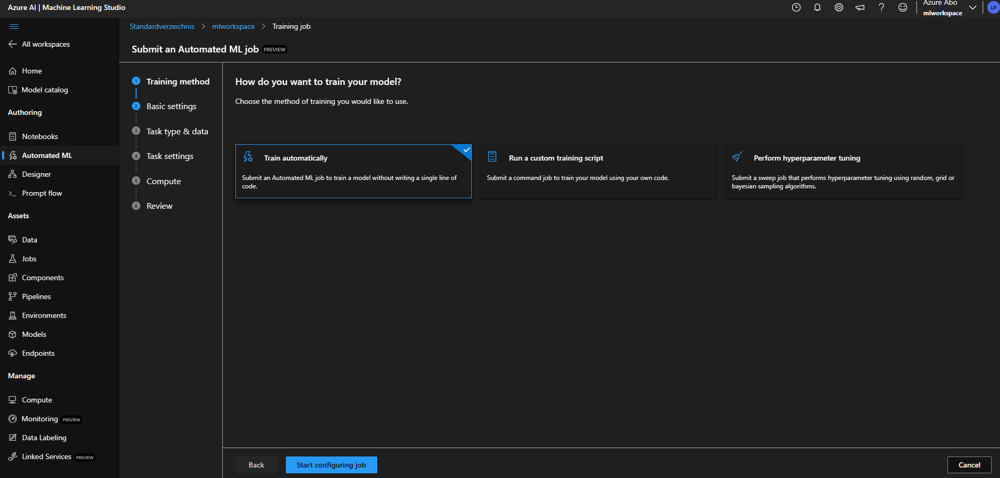 Azure AI | Machine Learning Studio
Azure Abo
mlworkspace
LP
All workspaces
Home
Model catalog
Authoring
Notebooks
Automated ML
Designer
Prompt flow
Assets
Data
Jobs
Components
Pipelines
Environments
Models
Endpoints
Manage
Compute
Monitoring PREVIEW
Data Labeling
Linked Services PREVIEW
Standardverzeichnis > mlworkspace > Training job
Submit an Automated ML job PREVIEW
1 Training method
2 Basic settings
3 Task type & data
4 Task settings
5 Compute
6 Review
How do you want to train your model?
Choose the method of training you would like to use.
Train automatically
Submit an Automated ML job to train a model without writing a single line of
code.
Run a custom training script
Submit a command job to train your model using your own code.
Perform hyperparameter tuning
Submit a sweep job that performs hyperparameter tuning using random, grid or
bayesian sampling algorithms.
Back
Start configuring job
Cancel